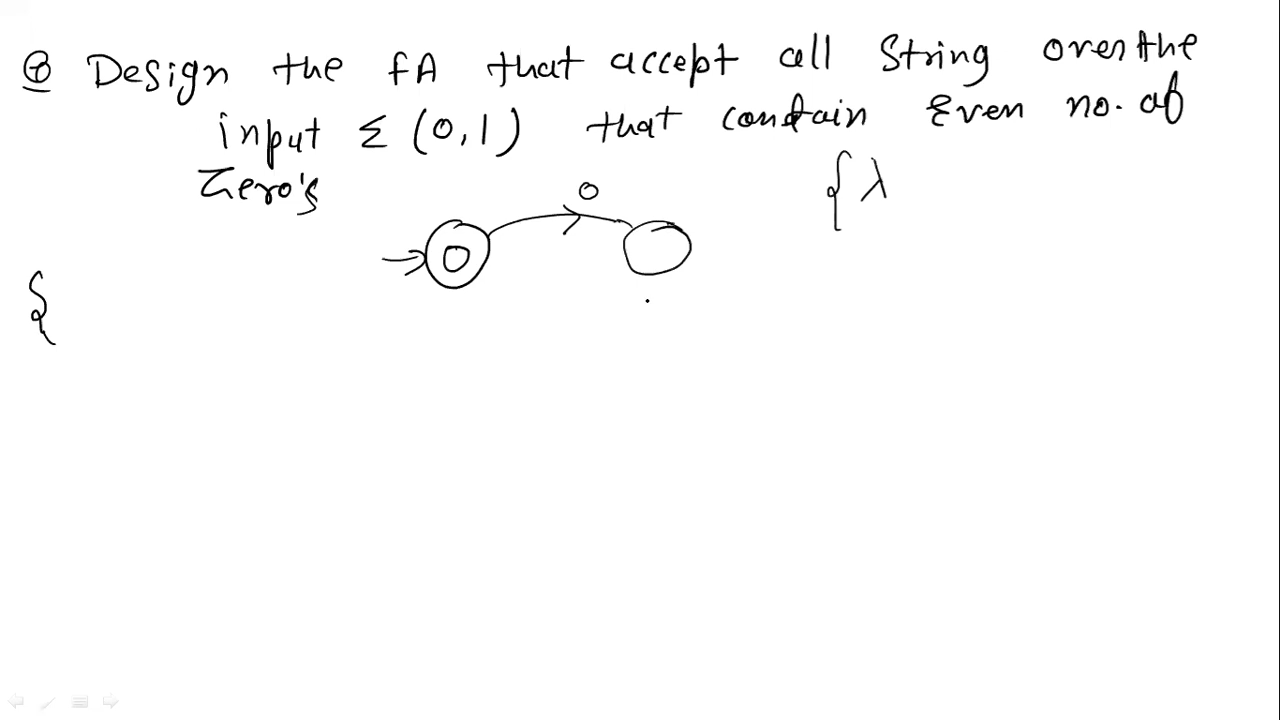 Q Design the FA that accept all String over the
input Σ (0,1) that contain Even no. of
Zero's
{ λ
0
{